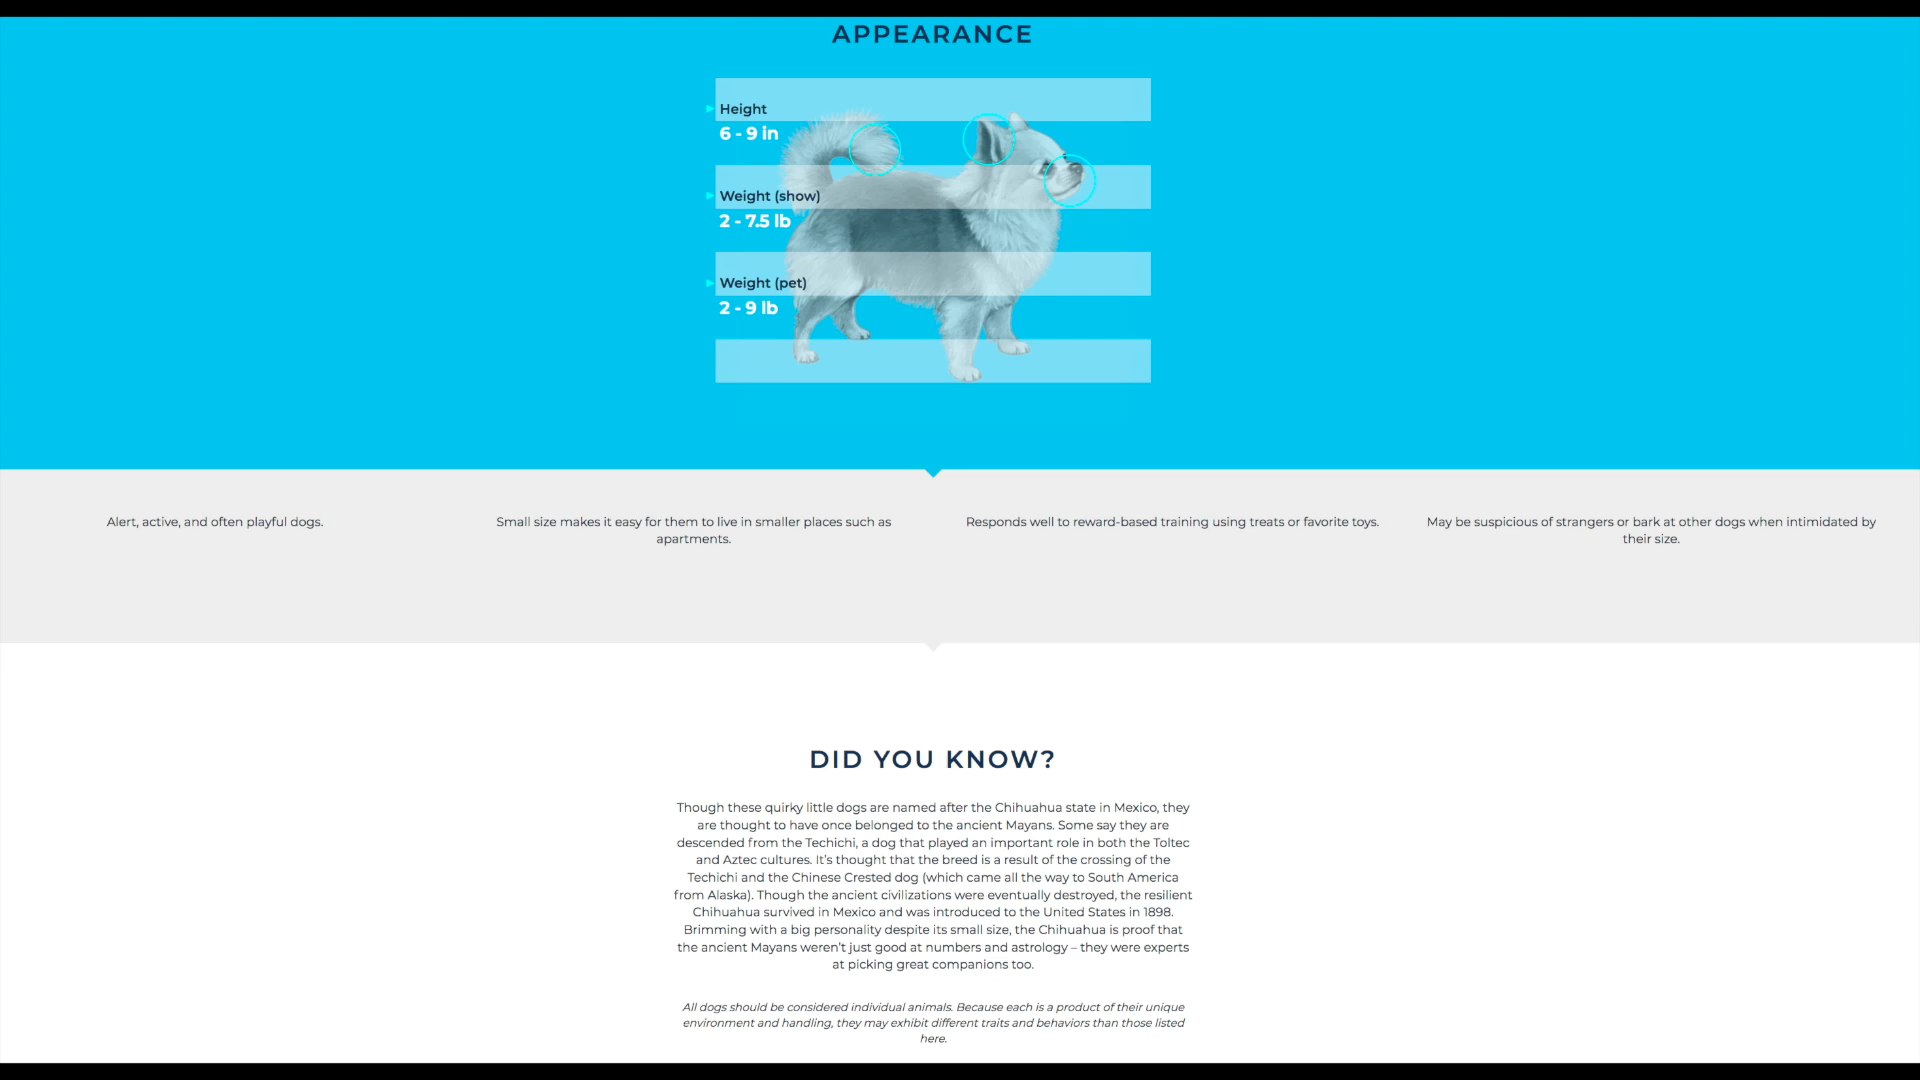 APPEARANCE
Height
6 - 9 in
Weight (show)
2 - 7.5 lb
Weight (pet)
2 - 9 lb
Alert, active, and often playful dogs.
Small size makes it easy for them to live in smaller places such as
apartments.
Responds well to reward-based training using treats or favorite toys.
May be suspicious of strangers or bark at other dogs when intimidated by
their size.
DID YOU KNOW?
Though these quirky little dogs are named after the Chihuahua state in Mexico, they
are thought to have once belonged to the ancient Mayans. Some say they are
descended from the Techichi, a dog that played an important role in both the Toltec
and Aztec cultures. It's thought that the breed is a result of the crossing of the
Techichi and the Chinese Crested dog (which came all the way to South America
from Alaska). Though the ancient civilizations were eventually destroyed, the resilient
Chihuahua survived in Mexico and was introduced to the United States in 1898.
Brimming with a big personality despite its small size, the Chihuahua is proof that
the ancient Mayans weren't just good at numbers and astrology – they were experts
at picking great companions too.
All dogs should be considered individual animals. Because each is a product of their unique
environment and handling, they may exhibit different traits and behaviors than those listed
here.